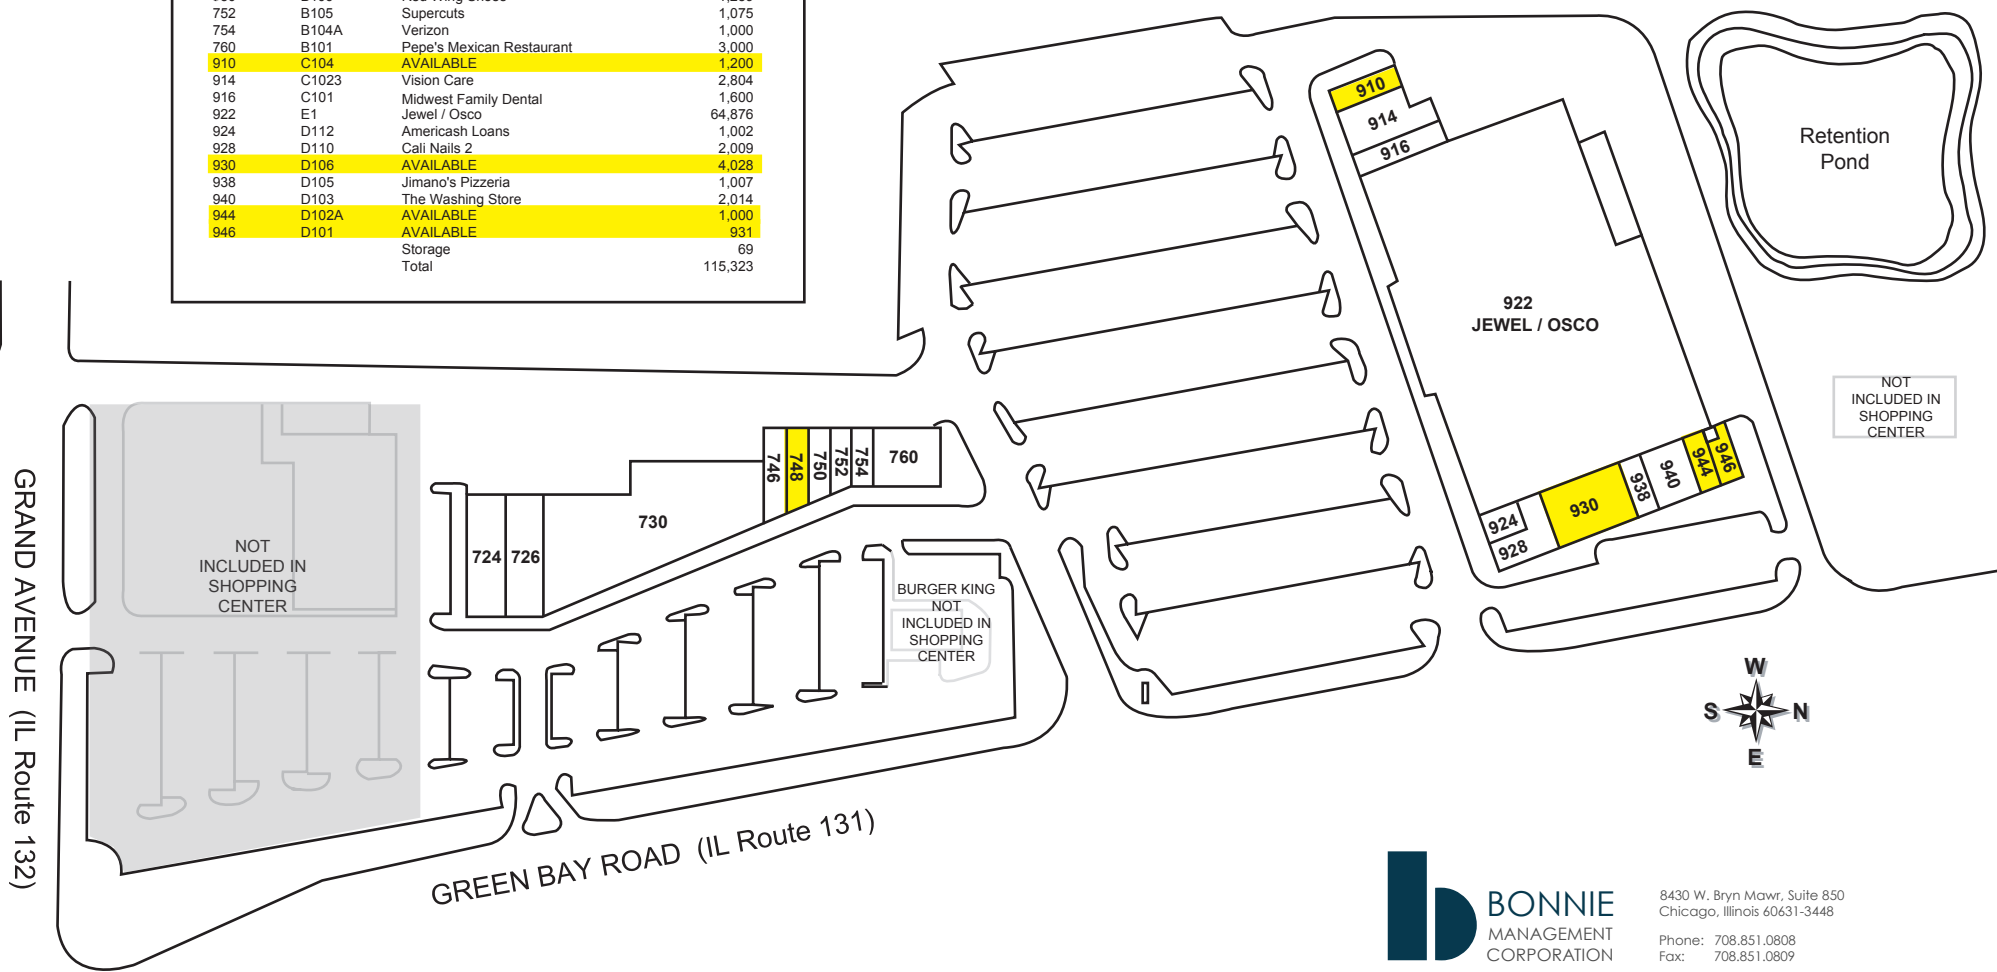 752 B105 Supercuts 1,075
754 B104A Verizon 1,000
760 B101 Pepe's Mexican Restaurant 3,000
910 C104 AVAILABLE 1,200
914 C1023 Vision Care 2,804
916 C101 Midwest Family Dental 1,600
922 E1 Jewel / Osco 64,876
924 D112 Americash Loans 1,002
928 D110 Cali Nails 2 2,009
930 D106 AVAILABLE 4,028
938 D105 Jimano's Pizzeria 1,007
940 D103 The Washing Store 2,014
944 D102A AVAILABLE 1,000
946 D101 AVAILABLE 931
Storage 69
Total 115,323
910
914
916
Retention
Pond
922
JEWEL / OSCO
NOT
INCLUDED IN
SHOPPING
CENTER
746
748
750
752
754
760
730
724
726
924
928
930
938
940
944
946
NOT
INCLUDED IN
SHOPPING
CENTER
BURGER KING
NOT
INCLUDED IN
SHOPPING
CENTER
GRAND AVENUE (IL Route 132)
GREEN BAY ROAD (IL Route 131)
W
S
N
E
BONNIE
MANAGEMENT
CORPORATION
8430 W. Bryn Mawr, Suite 850
Chicago, Illinois 60631-3448
Phone: 708.851.0808
Fax: 708.851.0809